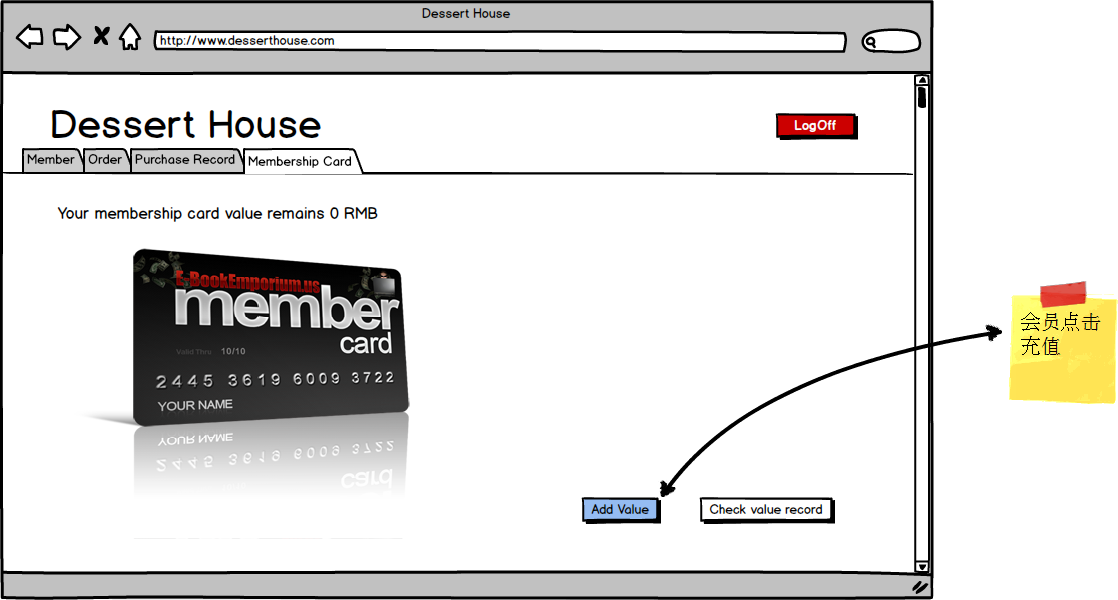 Dessert House
http://www.desserthouse.com
Dessert House
LogOff
Member
Order
Purchase Record
Membership Card
Your membership card value remains 0 RMB
E-BookEmporium.us
member
card
Valid Thru: 10/10
2445 3619 6009 3722
YOUR NAME
会员点击
充值
Add Value
Check value record